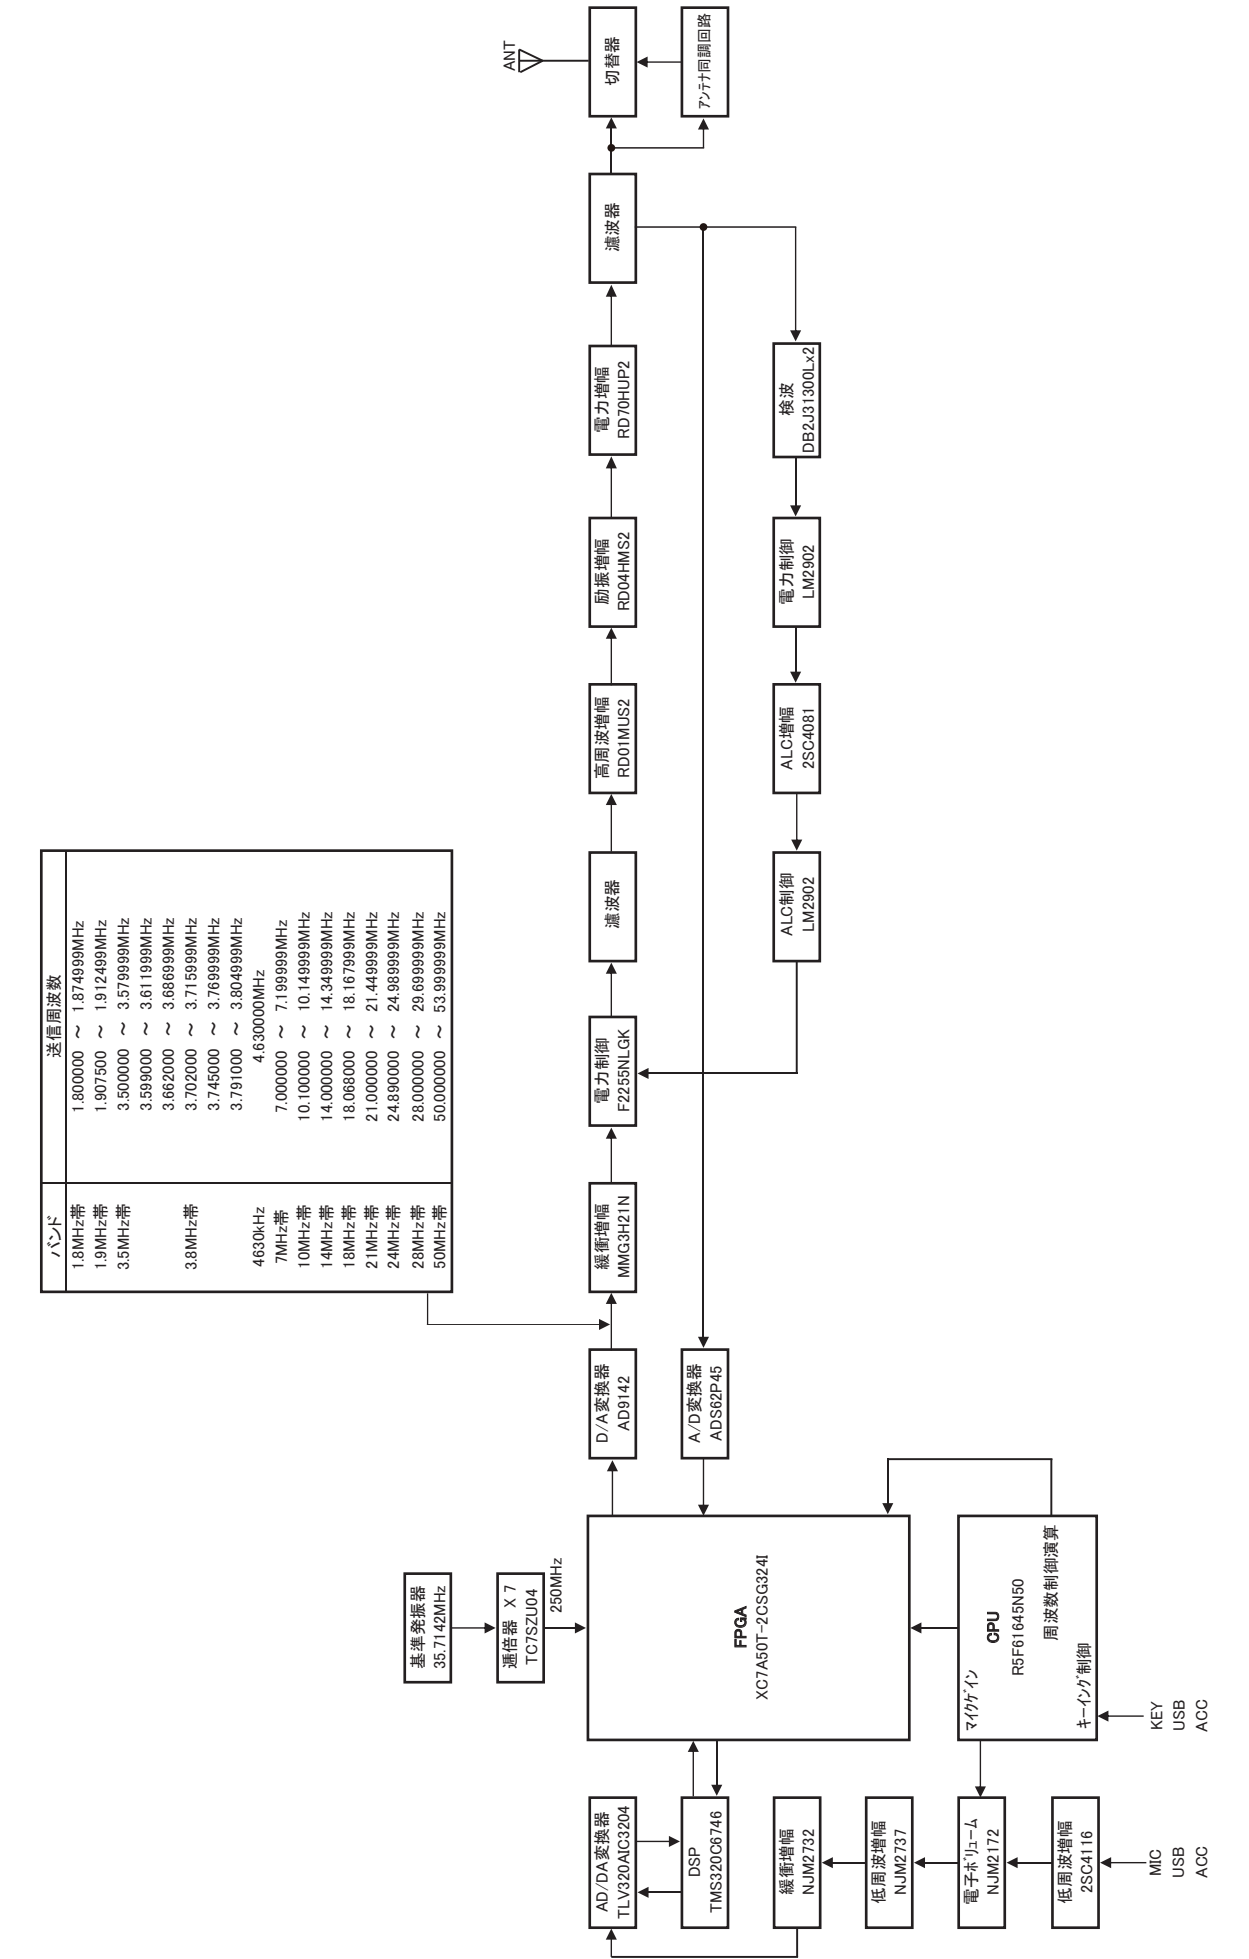 バンド	送信周波数
1.8MHz帯	1.800000 ～ 1.874999MHz
1.9MHz帯	1.907500 ～ 1.912499MHz
3.5MHz帯	3.500000 ～ 3.579999MHz
3.599000 ～ 3.611999MHz
3.662000 ～ 3.686999MHz
3.8MHz帯	3.702000 ～ 3.715999MHz
3.745000 ～ 3.769999MHz
3.791000 ～ 3.804999MHz
4630kHz	4.630000MHz
7MHz帯	7.000000 ～ 7.199999MHz
10MHz帯	10.100000 ～ 10.149999MHz
14MHz帯	14.000000 ～ 14.349999MHz
18MHz帯	18.068000 ～ 18.167999MHz
21MHz帯	21.000000 ～ 21.449999MHz
24MHz帯	24.890000 ～ 24.989999MHz
28MHz帯	28.000000 ～ 29.699999MHz
50MHz帯	50.000000 ～ 53.999999MHz
基準発振器
35.7142MHz
逓倍器 X 7
TC7SZU04
250MHz
ANT
AD/DA変換器
TLV320AIC3204
D/A変換器
AD9142
緩衝増幅
MMG3H21N
電力制御
F2255NLGK
濾波器
高周波増幅
RD01MUS2
励振増幅
RD04HMS2
電力増幅
RD70HUP2
濾波器
切替器
DSP
TMS320C6746
FPGA
XC7A50T-2CSG324I
A/D変換器
ADS62P45
アンテナ同調回路
緩衝増幅
NJM2732
ALC制御
LM2902
ALC増幅
2SC4081
電力制御
LM2902
検波
DB2J31300Lx2
低周波増幅
NJM2737
電子ボリューム
NJM2172
マイクゲイン
CPU
R5F61645N50
周波数制御演算
キーイング制御
低周波増幅
2SC4116
MIC
USB
ACC
KEY
USB
ACC